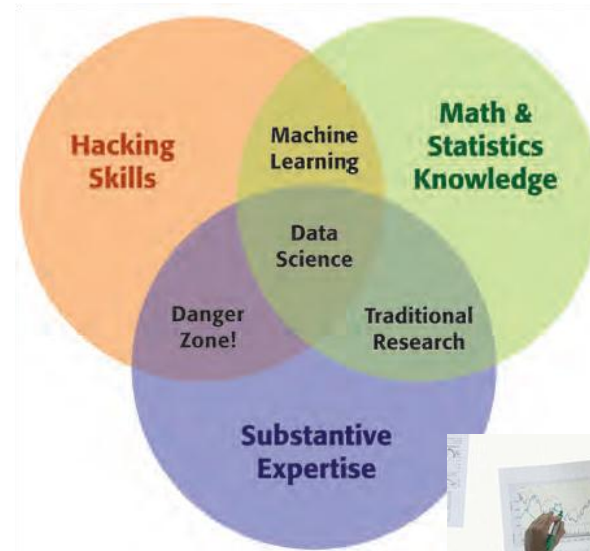 Hacking
Skills
Machine
Learning
Math &
Statistics
Knowledge
Data
Science
Danger
Zone!
Traditional
Research
Substantive
Expertise